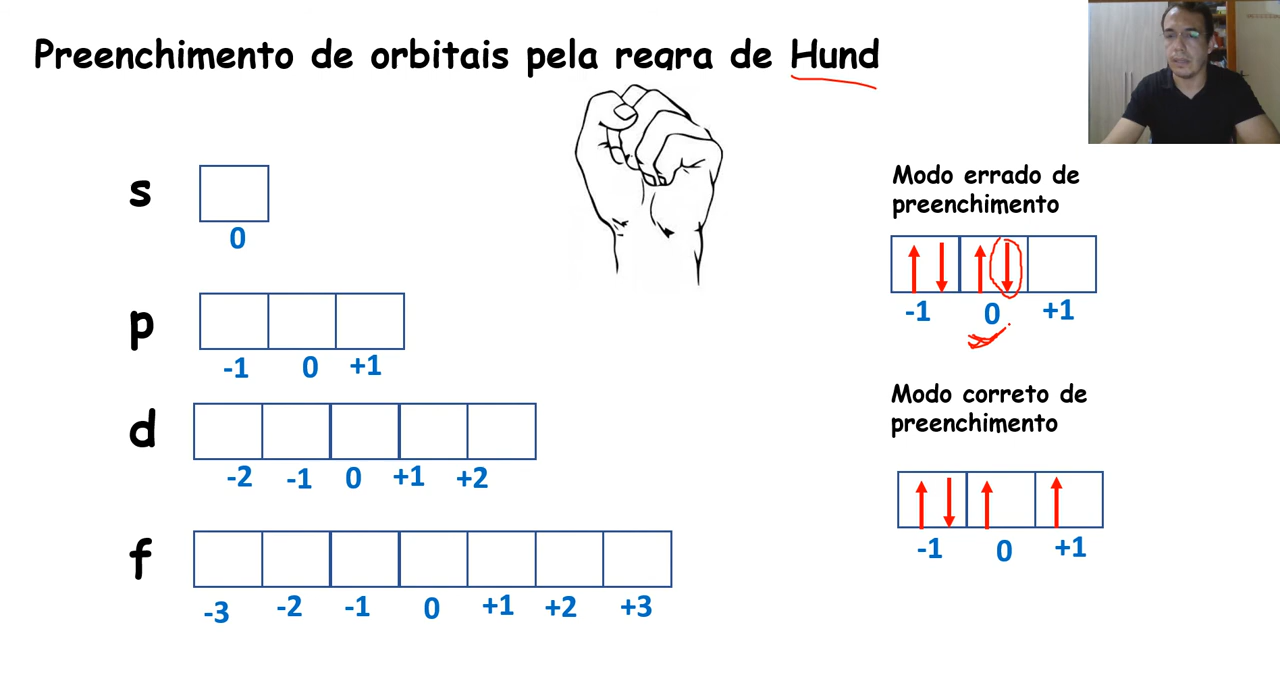 Preenchimento de orbitais pela regra de Hund
s
0
p
-1 0 +1
d
-2 -1 0 +1 +2
f
-3 -2 -1 0 +1 +2 +3
Modo errado de
preenchimento
-1 0 +1
Modo correto de
preenchimento
-1 0 +1